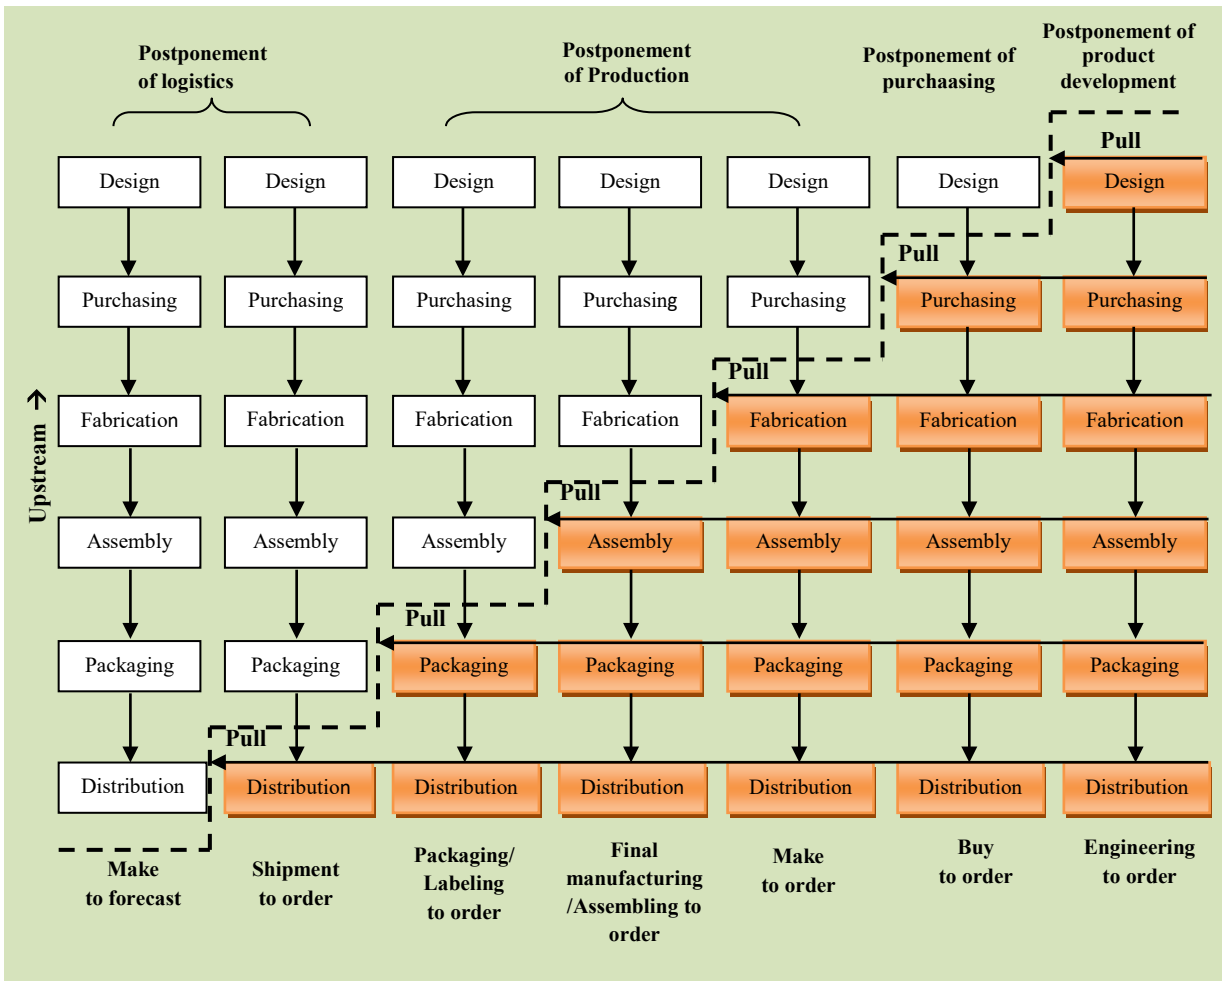 Postponement
of logistics
Postponement
of Production
Postponement of
purchaasing
Postponement of
product
development
Pull
Design
Design
Design
Design
Design
Design
Design
Pull
Purchasing
Purchasing
Purchasing
Purchasing
Purchasing
Purchasing
Purchasing
Pull
Fabrication
Fabrication
Fabrication
Fabrication
Fabrication
Fabrication
Fabrication
Upstream →
Pull
Assembly
Assembly
Assembly
Assembly
Assembly
Assembly
Assembly
Pull
Packaging
Packaging
Packaging
Packaging
Packaging
Packaging
Packaging
Pull
Distribution
Distribution
Distribution
Distribution
Distribution
Distribution
Distribution
Make
to forecast
Shipment
to order
Packaging/
Labeling
to order
Final
manufacturing
/Assembling to
order
Make
to order
Buy
to order
Engineering
to order